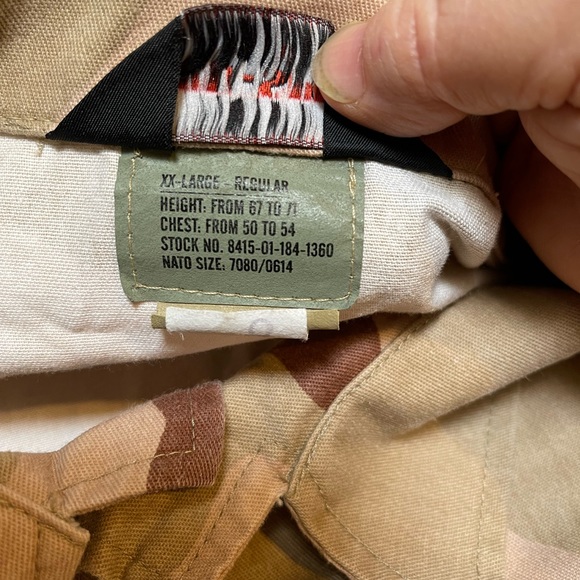 XX-LARGE - REGULAR
HEIGHT: FROM 67 TO 71
CHEST: FROM 50 TO 54
STOCK NO. 8415-01-184-1360
NATO SIZE: 7080/0614